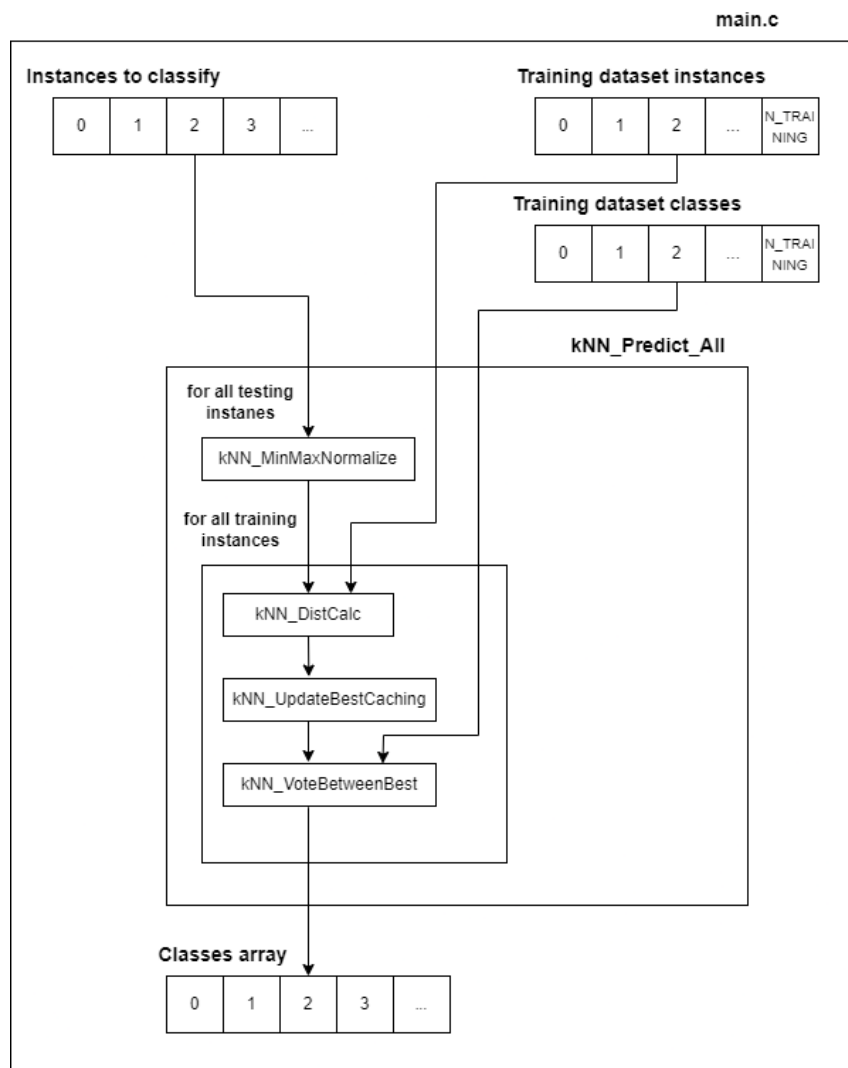 main.c
Instances to classify
0 1 2 3 ...
Training dataset instances
0 1 2 ... N_TRAI
NING
Training dataset classes
0 1 2 ... N_TRAI
NING
kNN_Predict_All
for all testing
instanes
kNN_MinMaxNormalize
for all training
instances
kNN_DistCalc
kNN_UpdateBestCaching
kNN_VoteBetweenBest
Classes array
0 1 2 3 ...